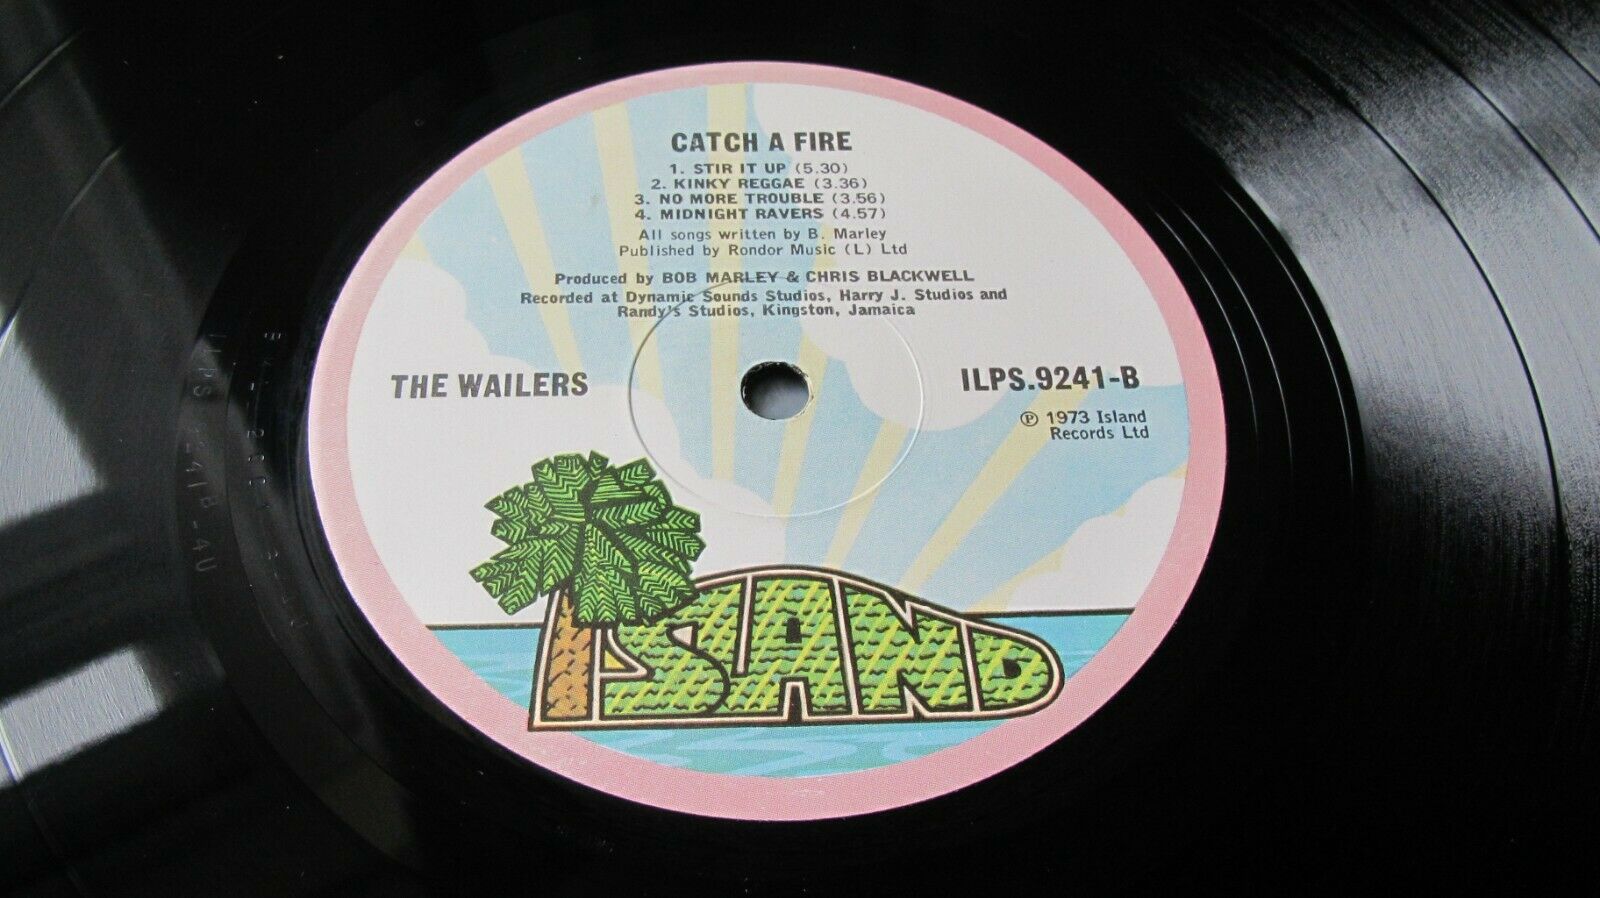 CATCH A FIRE
1. STIR IT UP (5.30)
2. KINKY REGGAE (3.36)
3. NO MORE TROUBLE (3.56)
4. MIDNIGHT RAVERS (4.57)
All songs written by B. Marley
Published by Rondor Music (L) Ltd
Produced by BOB MARLEY & CHRIS BLACKWELL
Recorded at Dynamic Sounds Studios, Harry J. Studios and
Randy's Studios, Kingston, Jamaica
THE WAILERS
ILPS.9241-B
℗ 1973 Island
Records Ltd
ISLAND